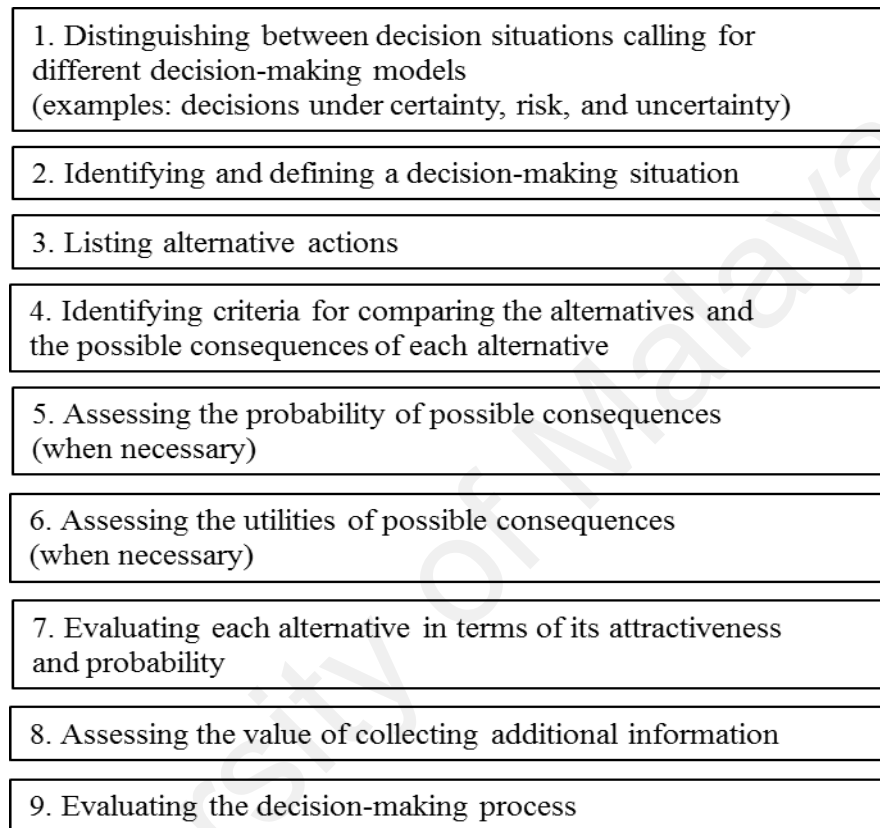 1. Distinguishing between decision situations calling for
different decision-making models
(examples: decisions under certainty, risk, and uncertainty)
2. Identifying and defining a decision-making situation
3. Listing alternative actions
4. Identifying criteria for comparing the alternatives and
the possible consequences of each alternative
5. Assessing the probability of possible consequences
(when necessary)
6. Assessing the utilities of possible consequences
(when necessary)
7. Evaluating each alternative in terms of its attractiveness
and probability
8. Assessing the value of collecting additional information
9. Evaluating the decision-making process
rsity of Malaya